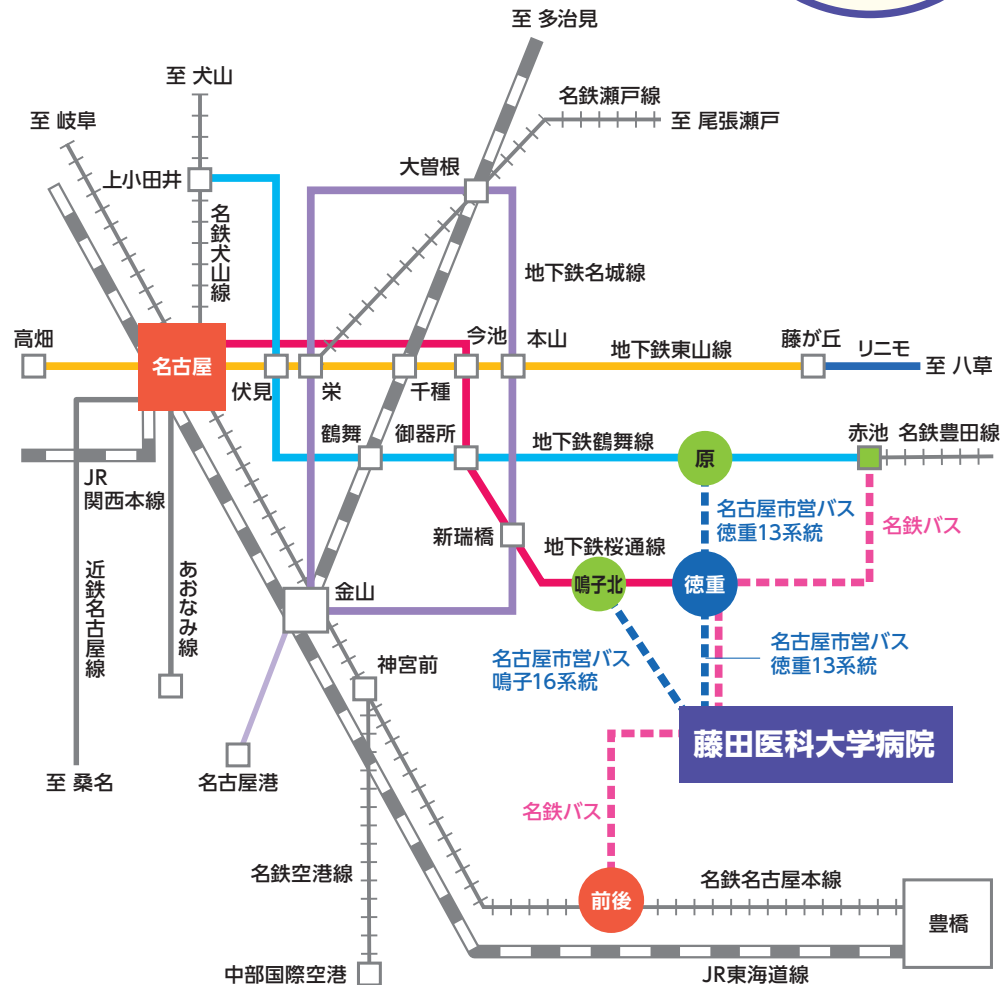 至 多治見
至 犬山
名鉄瀬戸線
至 岐阜
至 尾張瀬戸
大曽根
上小田井
名鉄犬山線
地下鉄名城線
高畑
名古屋
今池
本山
藤が丘
リニモ
地下鉄東山線
至 八草
伏見
栄
千種
鶴舞
御器所
地下鉄鶴舞線
原
赤池
名鉄豊田線
JR
関西本線
名古屋市営バス
徳重13系統
名鉄バス
新瑞橋
地下鉄桜通線
近鉄名古屋線
あおなみ線
金山
鳴子北
徳重
名古屋市営バス
鳴子16系統
名古屋市営バス
徳重13系統
神宮前
藤田医科大学病院
至 桑名
名古屋港
名鉄バス
名鉄空港線
名鉄名古屋本線
前後
豊橋
中部国際空港
JR東海道線